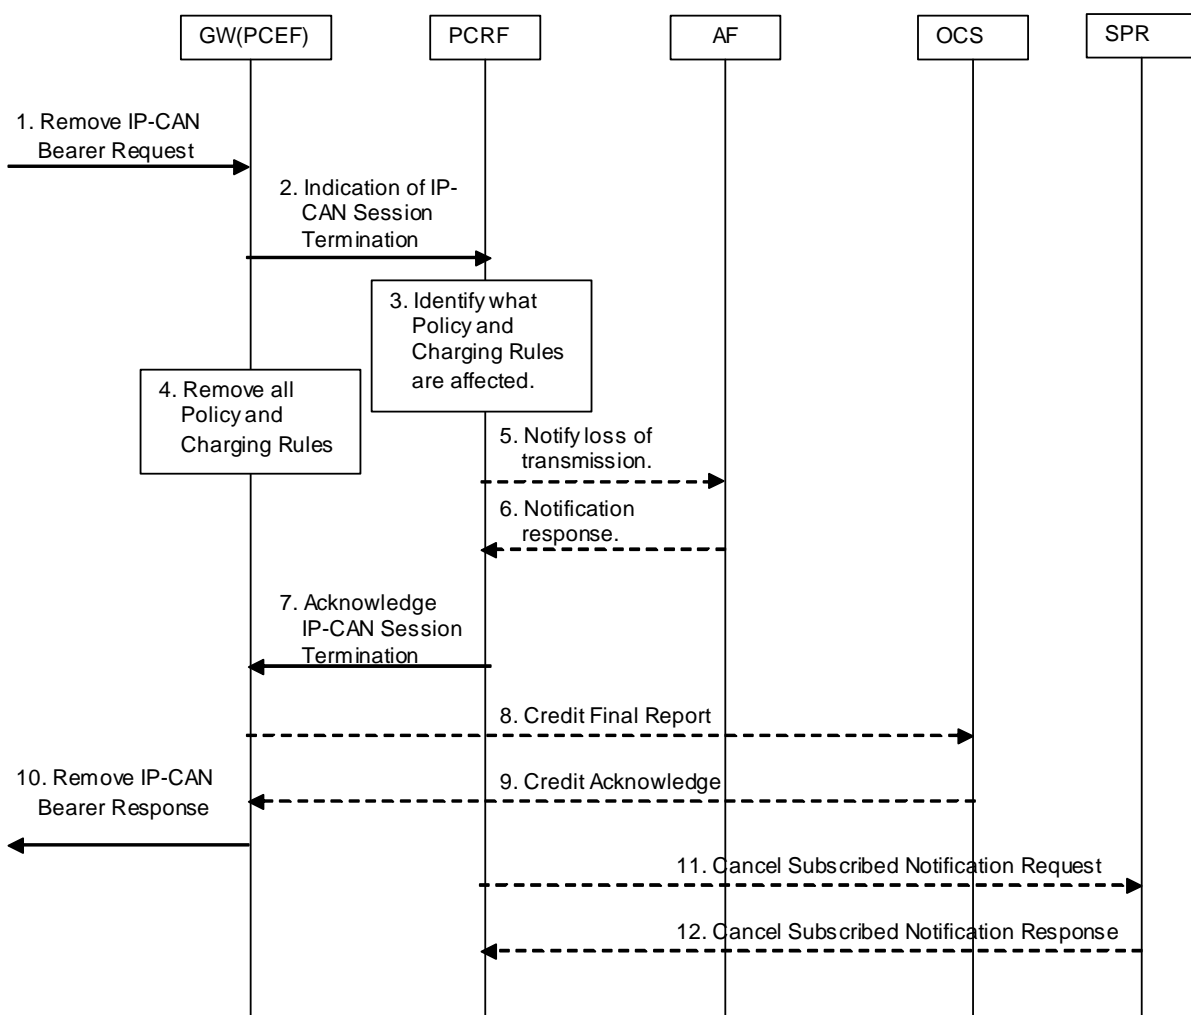 GW(PCEF)
PCRF
AF
OCS
SPR
1. Remove IP-CAN
Bearer Request
2. Indication of IP-
CAN Session
Termination
3. Identify what
Policy and
Charging Rules
are affected.
4. Remove all
Policy and
Charging Rules
5. Notify loss of
transmission.
6. Notification
response.
7. Acknowledge
IP-CAN Session
Termination
8. Credit Final Report
9. Credit Acknowledge
10. Remove IP-CAN
Bearer Response
11. Cancel Subscribed Notification Request
12. Cancel Subscribed Notification Response